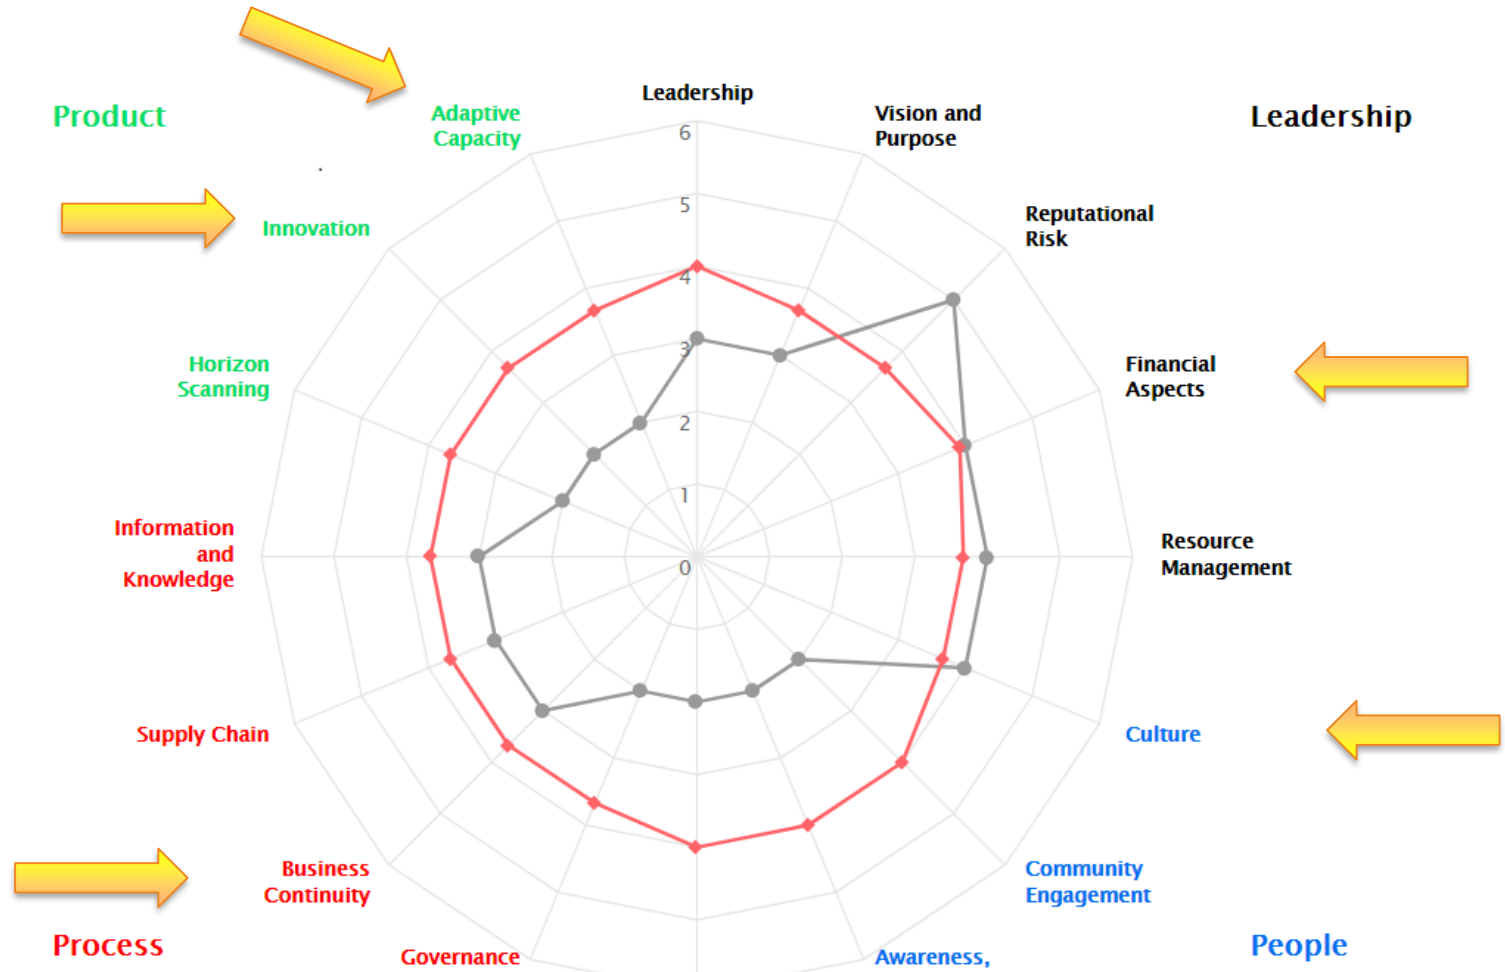 Product
Leadership
Adaptive
Capacity
Leadership
Vision and
Purpose
Innovation
Reputational
Risk
Horizon
Scanning
Financial
Aspects
Information
and
Knowledge
Resource
Management
Supply Chain
Culture
Business
Continuity
Community
Engagement
Process
People
Governance
Awareness,
6
5
4
3
2
1
0